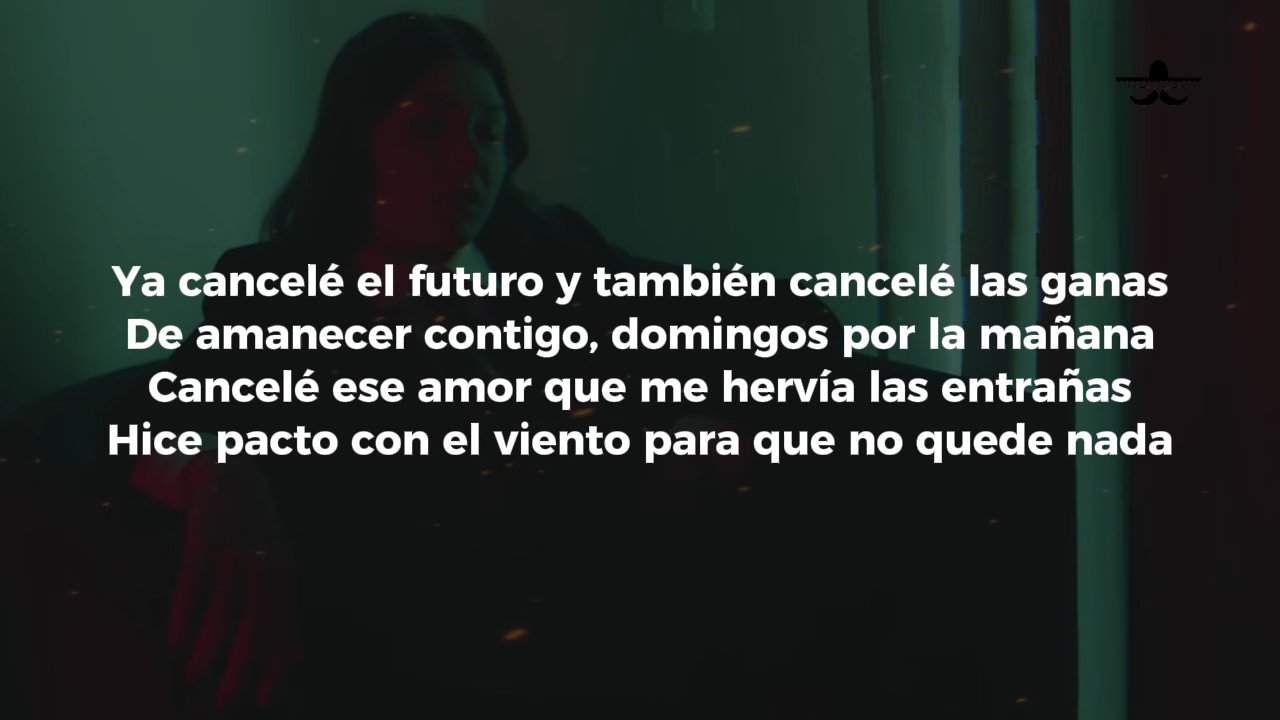 Ya cancelé el futuro y también cancelé las ganas
De amanecer contigo, domingos por la mañana
Cancelé ese amor que me hervía las entrañas
Hice pacto con el viento para que no quede nada